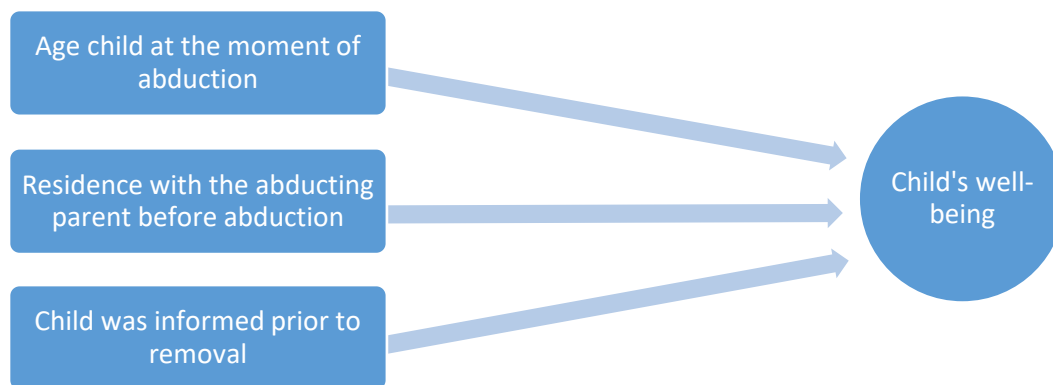 Age child at the moment of
abduction
Residence with the abducting
parent before abduction
Child was informed prior to
removal
Child's well-
being